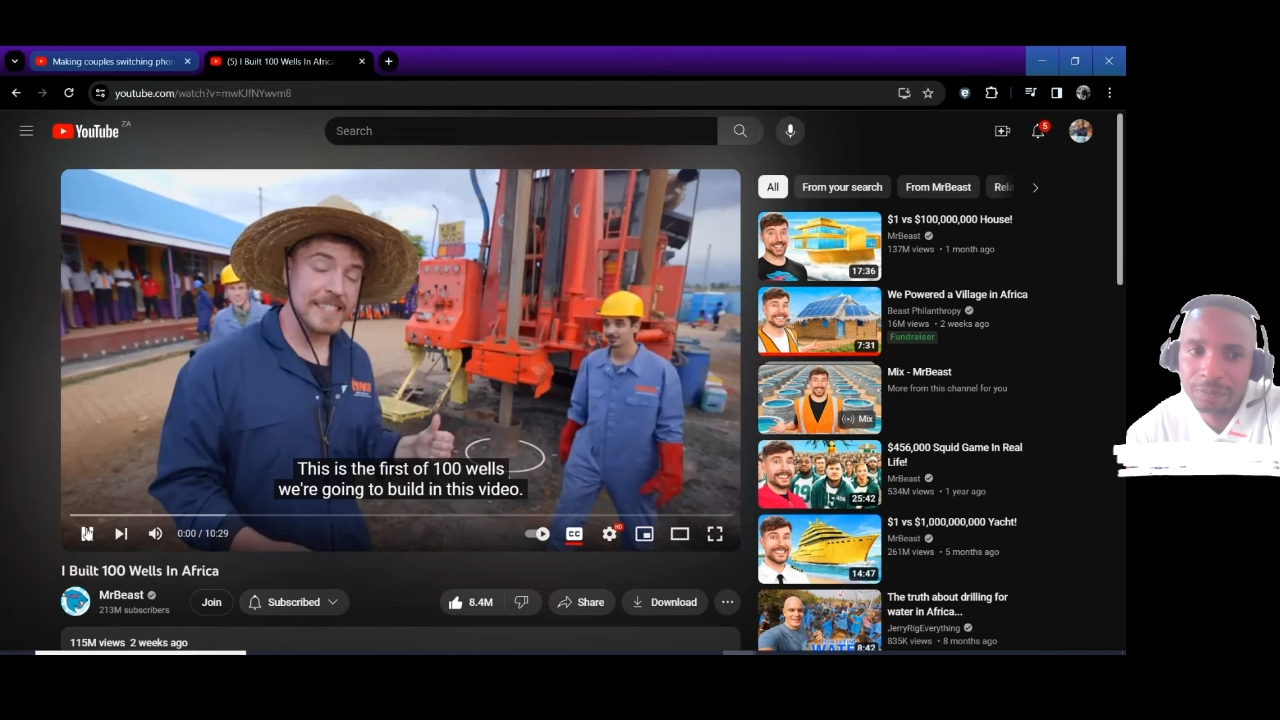 Making couples switching phon
(5) I Built 100 Wells In Africa
youtube.com/watch?v=mwKJfNYwvm8
YouTube ZA
Search
5
All
From your search
From MrBeast
Rela
This is the first of 100 wells
we're going to build in this video.
0:00 / 10:29
CC
HD
I Built 100 Wells In Africa
MrBeast
213M subscribers
Join
Subscribed
8.4M
Share
Download
115M views 2 weeks ago
$1 vs $100,000,000 House!
MrBeast
137M views • 1 month ago
17:36
We Powered a Village in Africa
Beast Philanthropy
16M views • 2 weeks ago
Fundraiser
7:31
Mix - MrBeast
More from this channel for you
Mix
$456,000 Squid Game In Real
Life!
MrBeast
534M views • 1 year ago
25:42
$1 vs $1,000,000,000 Yacht!
MrBeast
261M views • 5 months ago
14:47
The truth about drilling for
water in Africa...
JerryRigEverything
835K views • 8 months ago
8:42
WATE